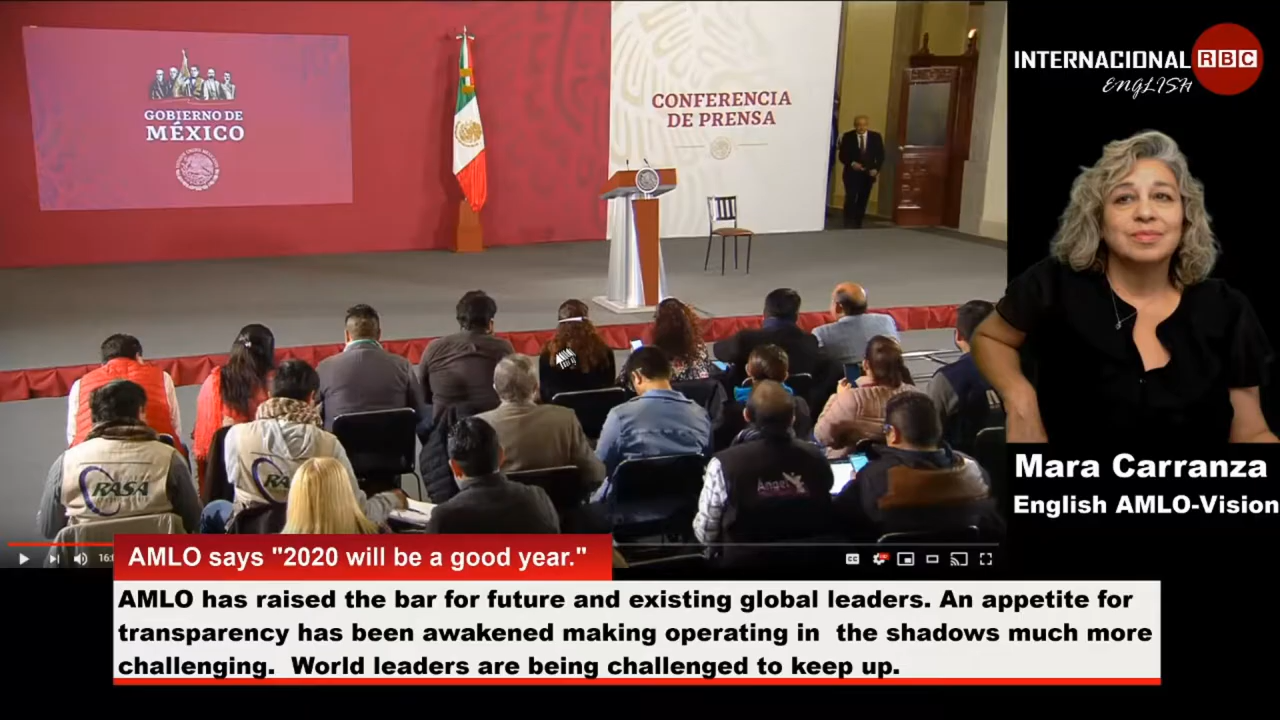 INTERNACIONAL RBC
ENGLISH
GOBIERNO DE
MÉXICO
CONFERENCIA
DE PRENSA
RASA
RA
Mara Carranza
English AMLO-Vision
AMLO says "2020 will be a good year."
AMLO has raised the bar for future and existing global leaders. An appetite for
transparency has been awakened making operating in the shadows much more
challenging. World leaders are being challenged to keep up.